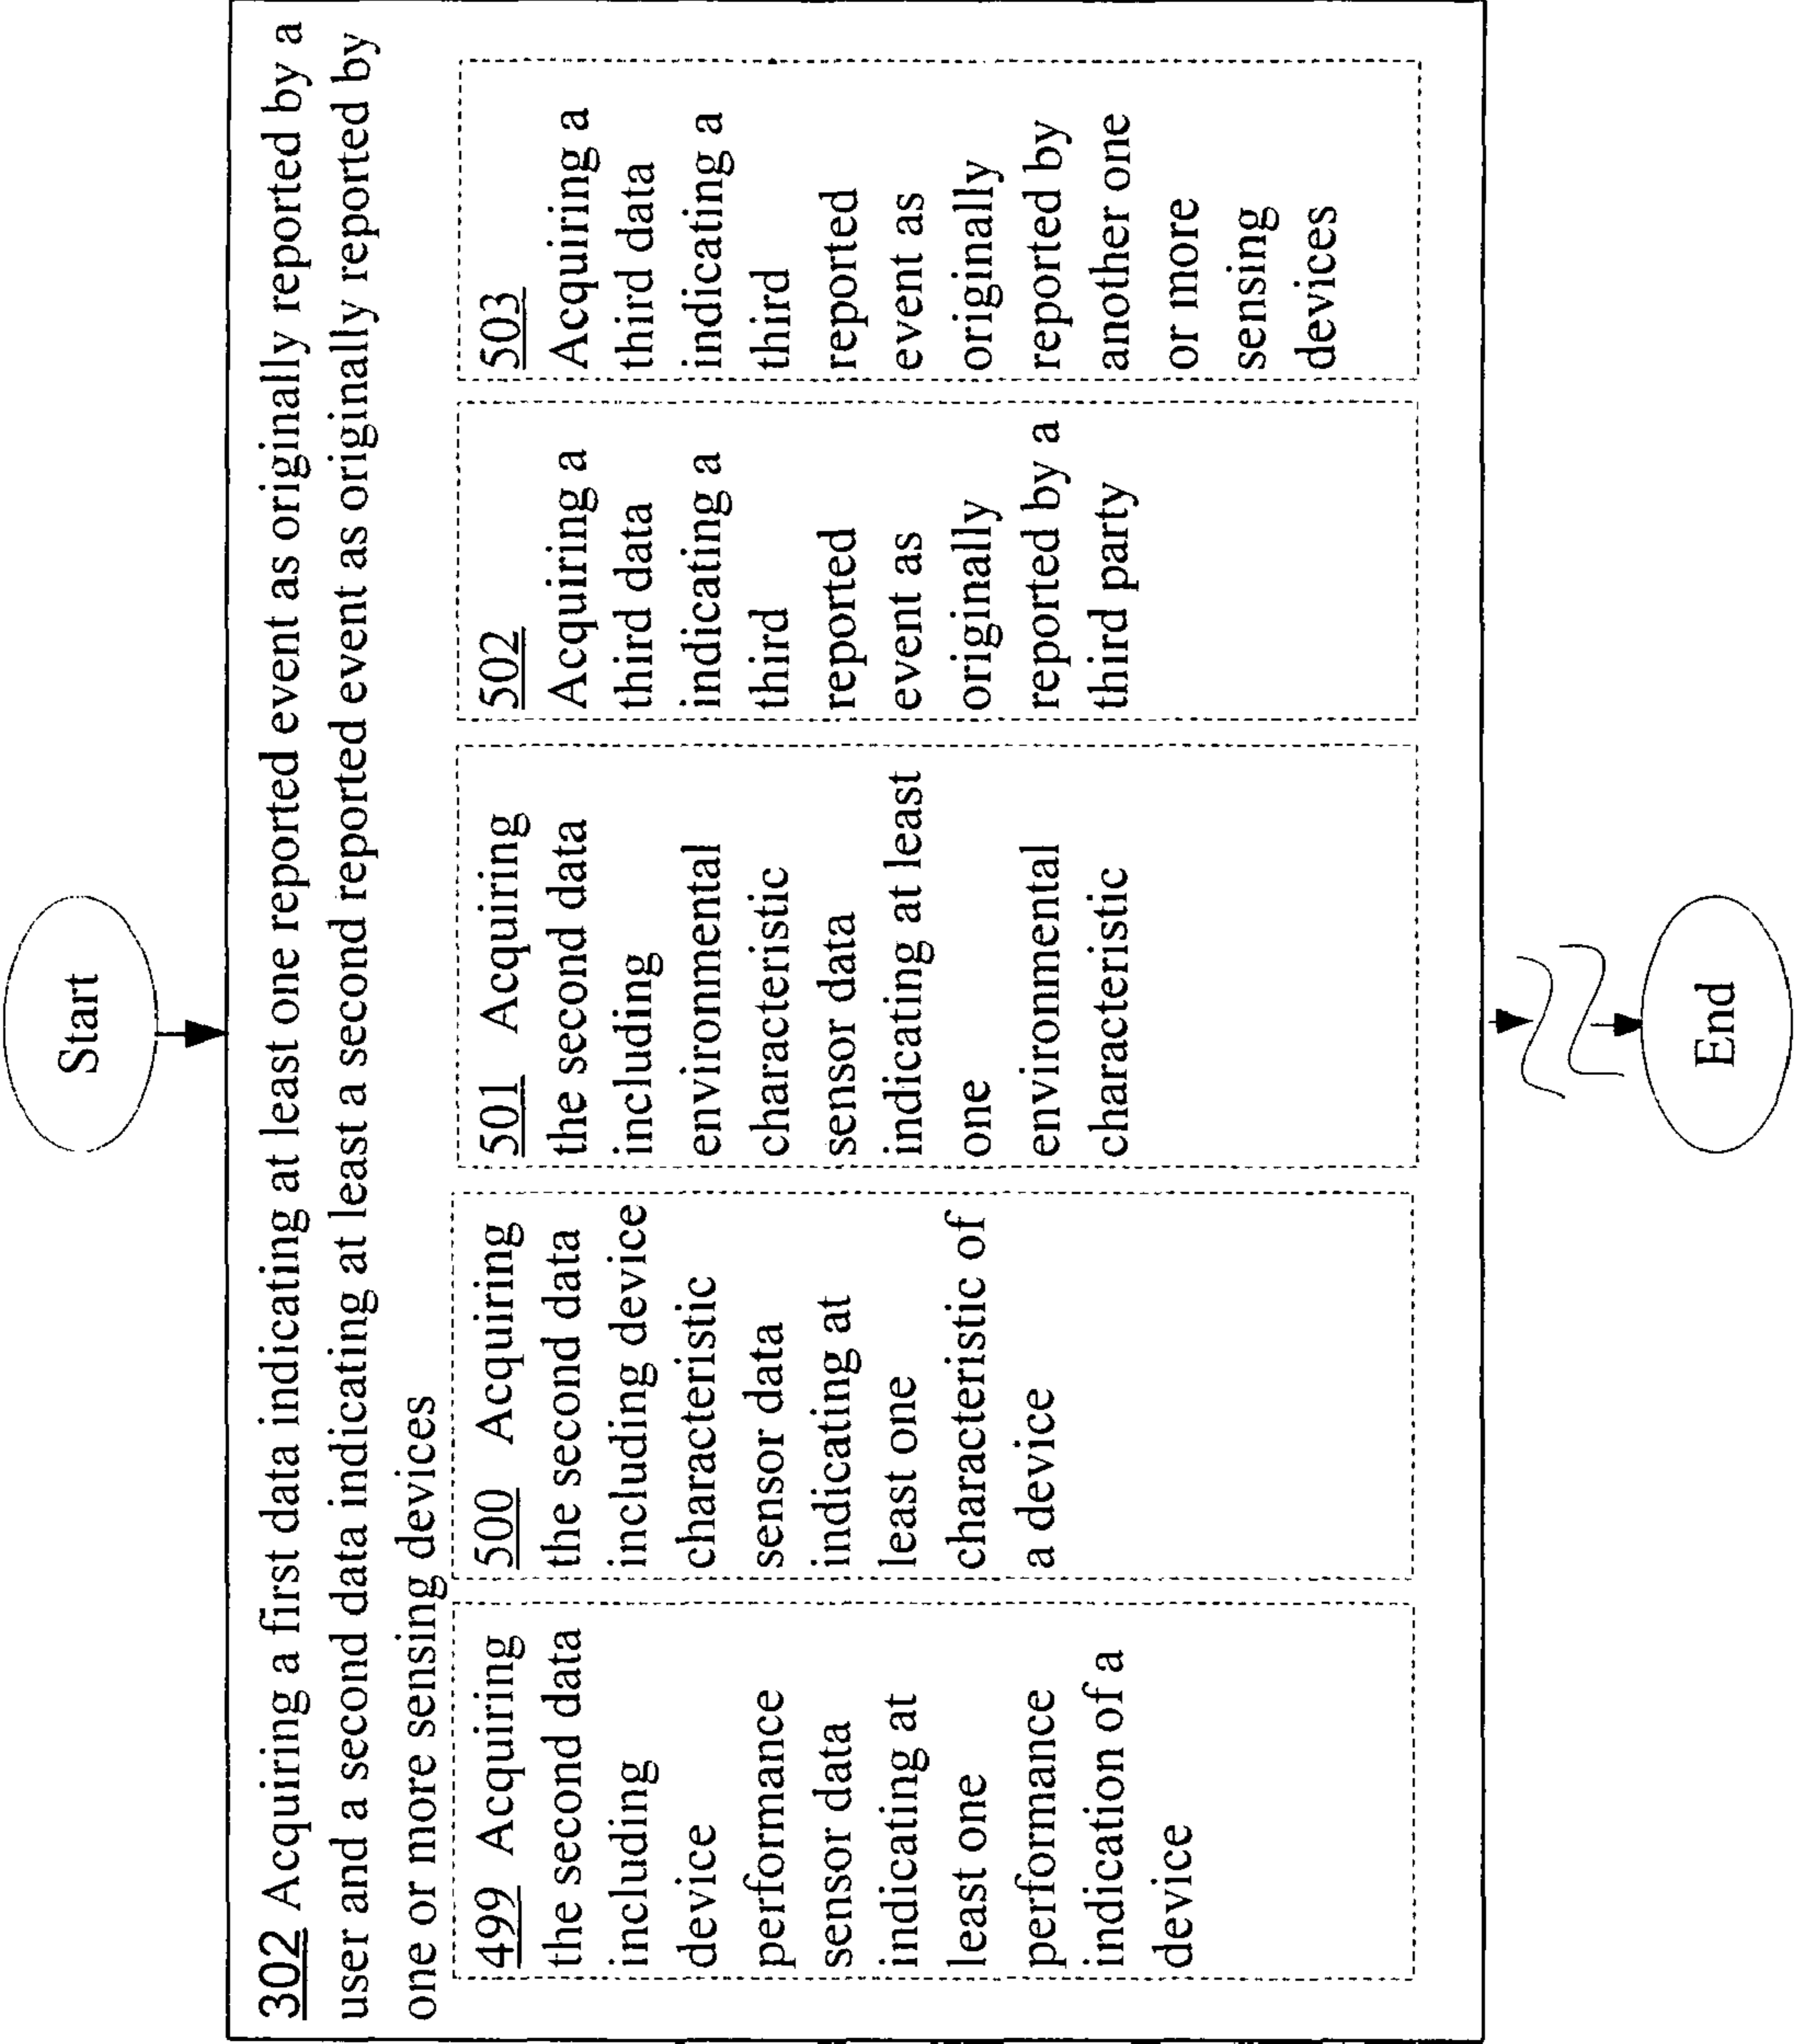 Start
302 Acquiring a first data indicating at least one reported event as originally reported by a
user and a second data indicating at least a second reported event as originally reported by
one or more sensing devices
499 Acquiring
the second data
including
device
performance
sensor data
indicating at
least one
performance
indication of a
device
500 Acquiring
the second data
including device
characteristic
sensor data
indicating at
least one
characteristic of
a device
501 Acquiring
the second data
including
environmental
characteristic
sensor data
indicating at least
one
environmental
characteristic
502
Acquiring a
third data
indicating a
third
reported
event as
originally
reported by a
third party
503
Acquiring a
third data
indicating a
third
reported
event as
originally
reported by
another one
or more
sensing
devices
End